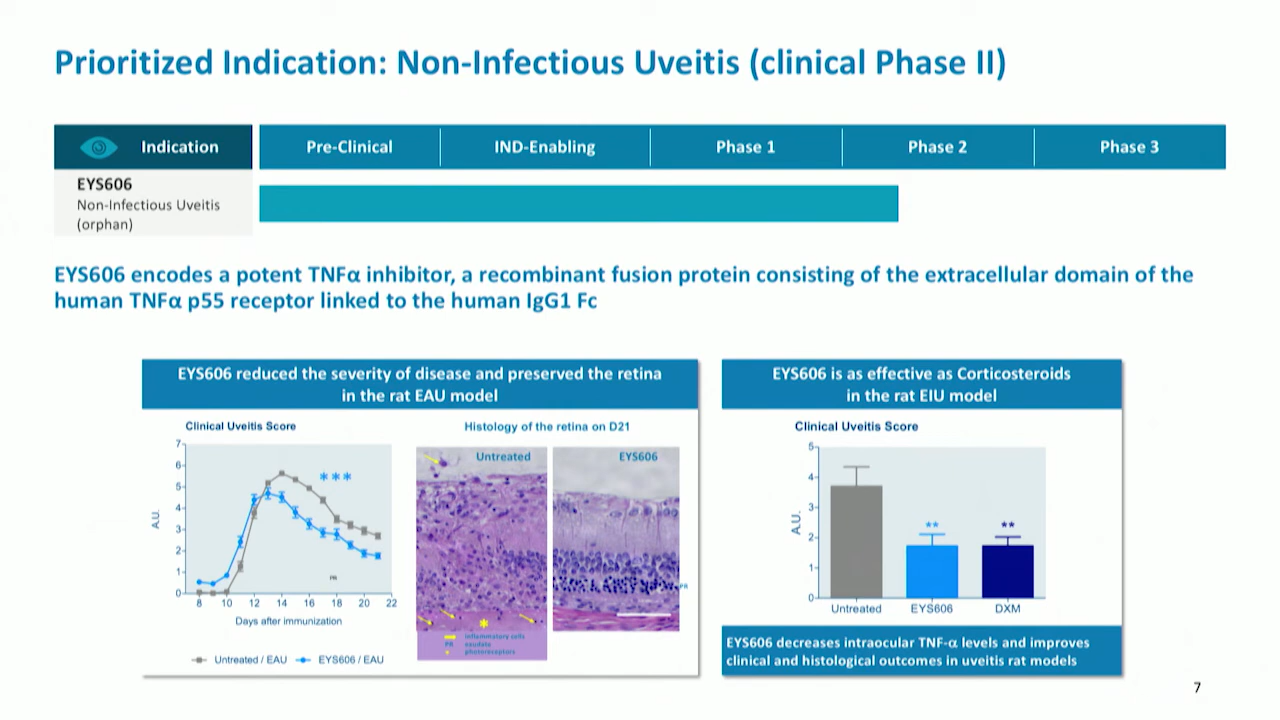 Prioritized Indication: Non-Infectious Uveitis (clinical Phase II)
Indication
Pre-Clinical
IND-Enabling
Phase 1
Phase 2
Phase 3
EYS606
Non-Infectious Uveitis
(orphan)
EYS606 encodes a potent TNFα inhibitor, a recombinant fusion protein consisting of the extracellular domain of the
human TNFα p55 receptor linked to the human IgG1 Fc
EYS606 reduced the severity of disease and preserved the retina
in the rat EAU model
Clinical Uveitis Score
7
6
5
4
3
2
1
0
A.U.
***
PR
8 10 12 14 16 18 20 22
Days after immunization
Untreated / EAU
EYS606 / EAU
Histology of the retina on D21
Untreated
EYS606
PR
*
inflammatory cells
PR exudate
* photoreceptors
EYS606 is as effective as Corticosteroids
in the rat EIU model
Clinical Uveitis Score
5
4
3
2
1
0
A.U.
**
**
Untreated
EYS606
DXM
EYS606 decreases intraocular TNF-α levels and improves
clinical and histological outcomes in uveitis rat models
7